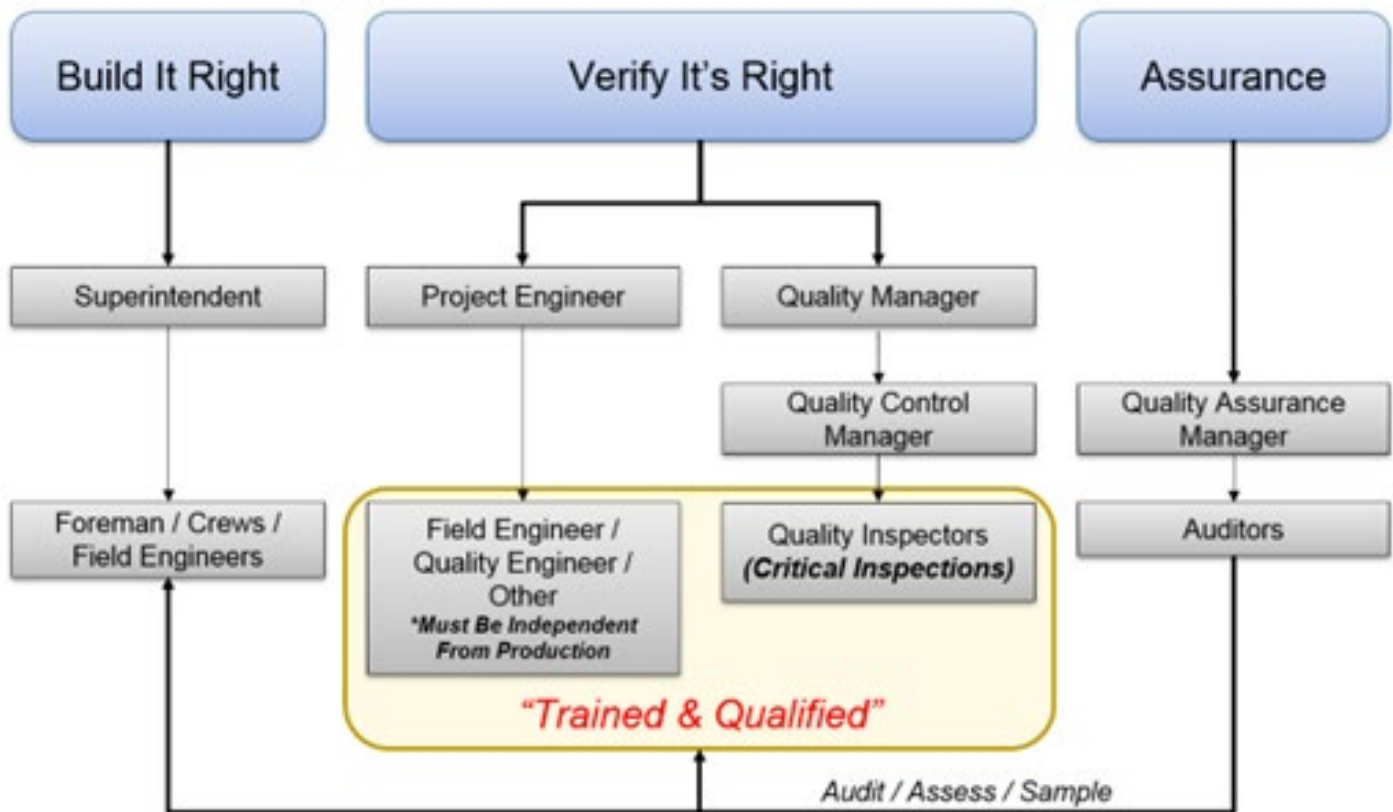 Build It Right
Verify It's Right
Assurance
Superintendent
Project Engineer
Quality Manager
Quality Control
Manager
Quality Assurance
Manager
Foreman / Crews /
Field Engineers
Field Engineer /
Quality Engineer /
Other
*Must Be Independent
From Production
Quality Inspectors
(Critical Inspections)
Auditors
“Trained & Qualified”
Audit / Assess / Sample